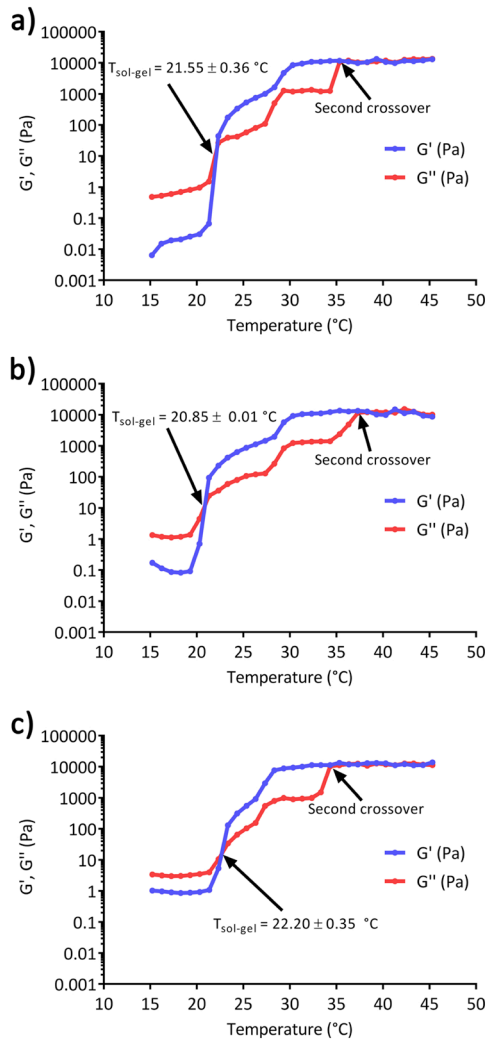 a)
100000
10000
1000
100
10
1
0.1
0.01
0.001
G', G'' (Pa)
T sol-gel = 21.55 ± 0.36 °C
Second crossover
G' (Pa)
G'' (Pa)
10 15 20 25 30 35 40 45 50
Temperature (°C)
b)
100000
10000
1000
100
10
1
0.1
0.01
0.001
G', G'' (Pa)
T sol-gel = 20.85 ± 0.01 °C
Second crossover
G' (Pa)
G'' (Pa)
10 15 20 25 30 35 40 45 50
Temperature (°C)
c)
100000
10000
1000
100
10
1
0.1
0.01
0.001
G', G'' (Pa)
Second crossover
G' (Pa)
G'' (Pa)
T sol-gel = 22.20 ± 0.35 °C
10 15 20 25 30 35 40 45 50
Temperature (°C)